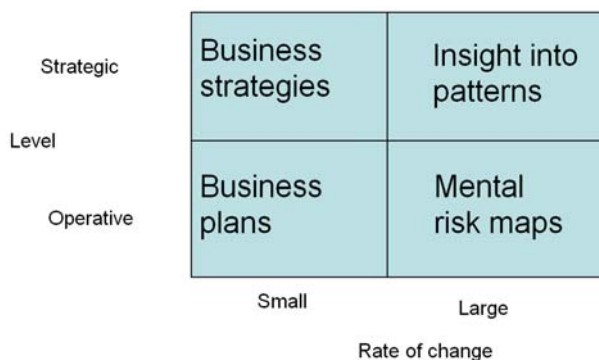 Strategic
Business
strategies
Insight into
patterns
Level
Operative
Business
plans
Mental
risk maps
Small
Large
Rate of change